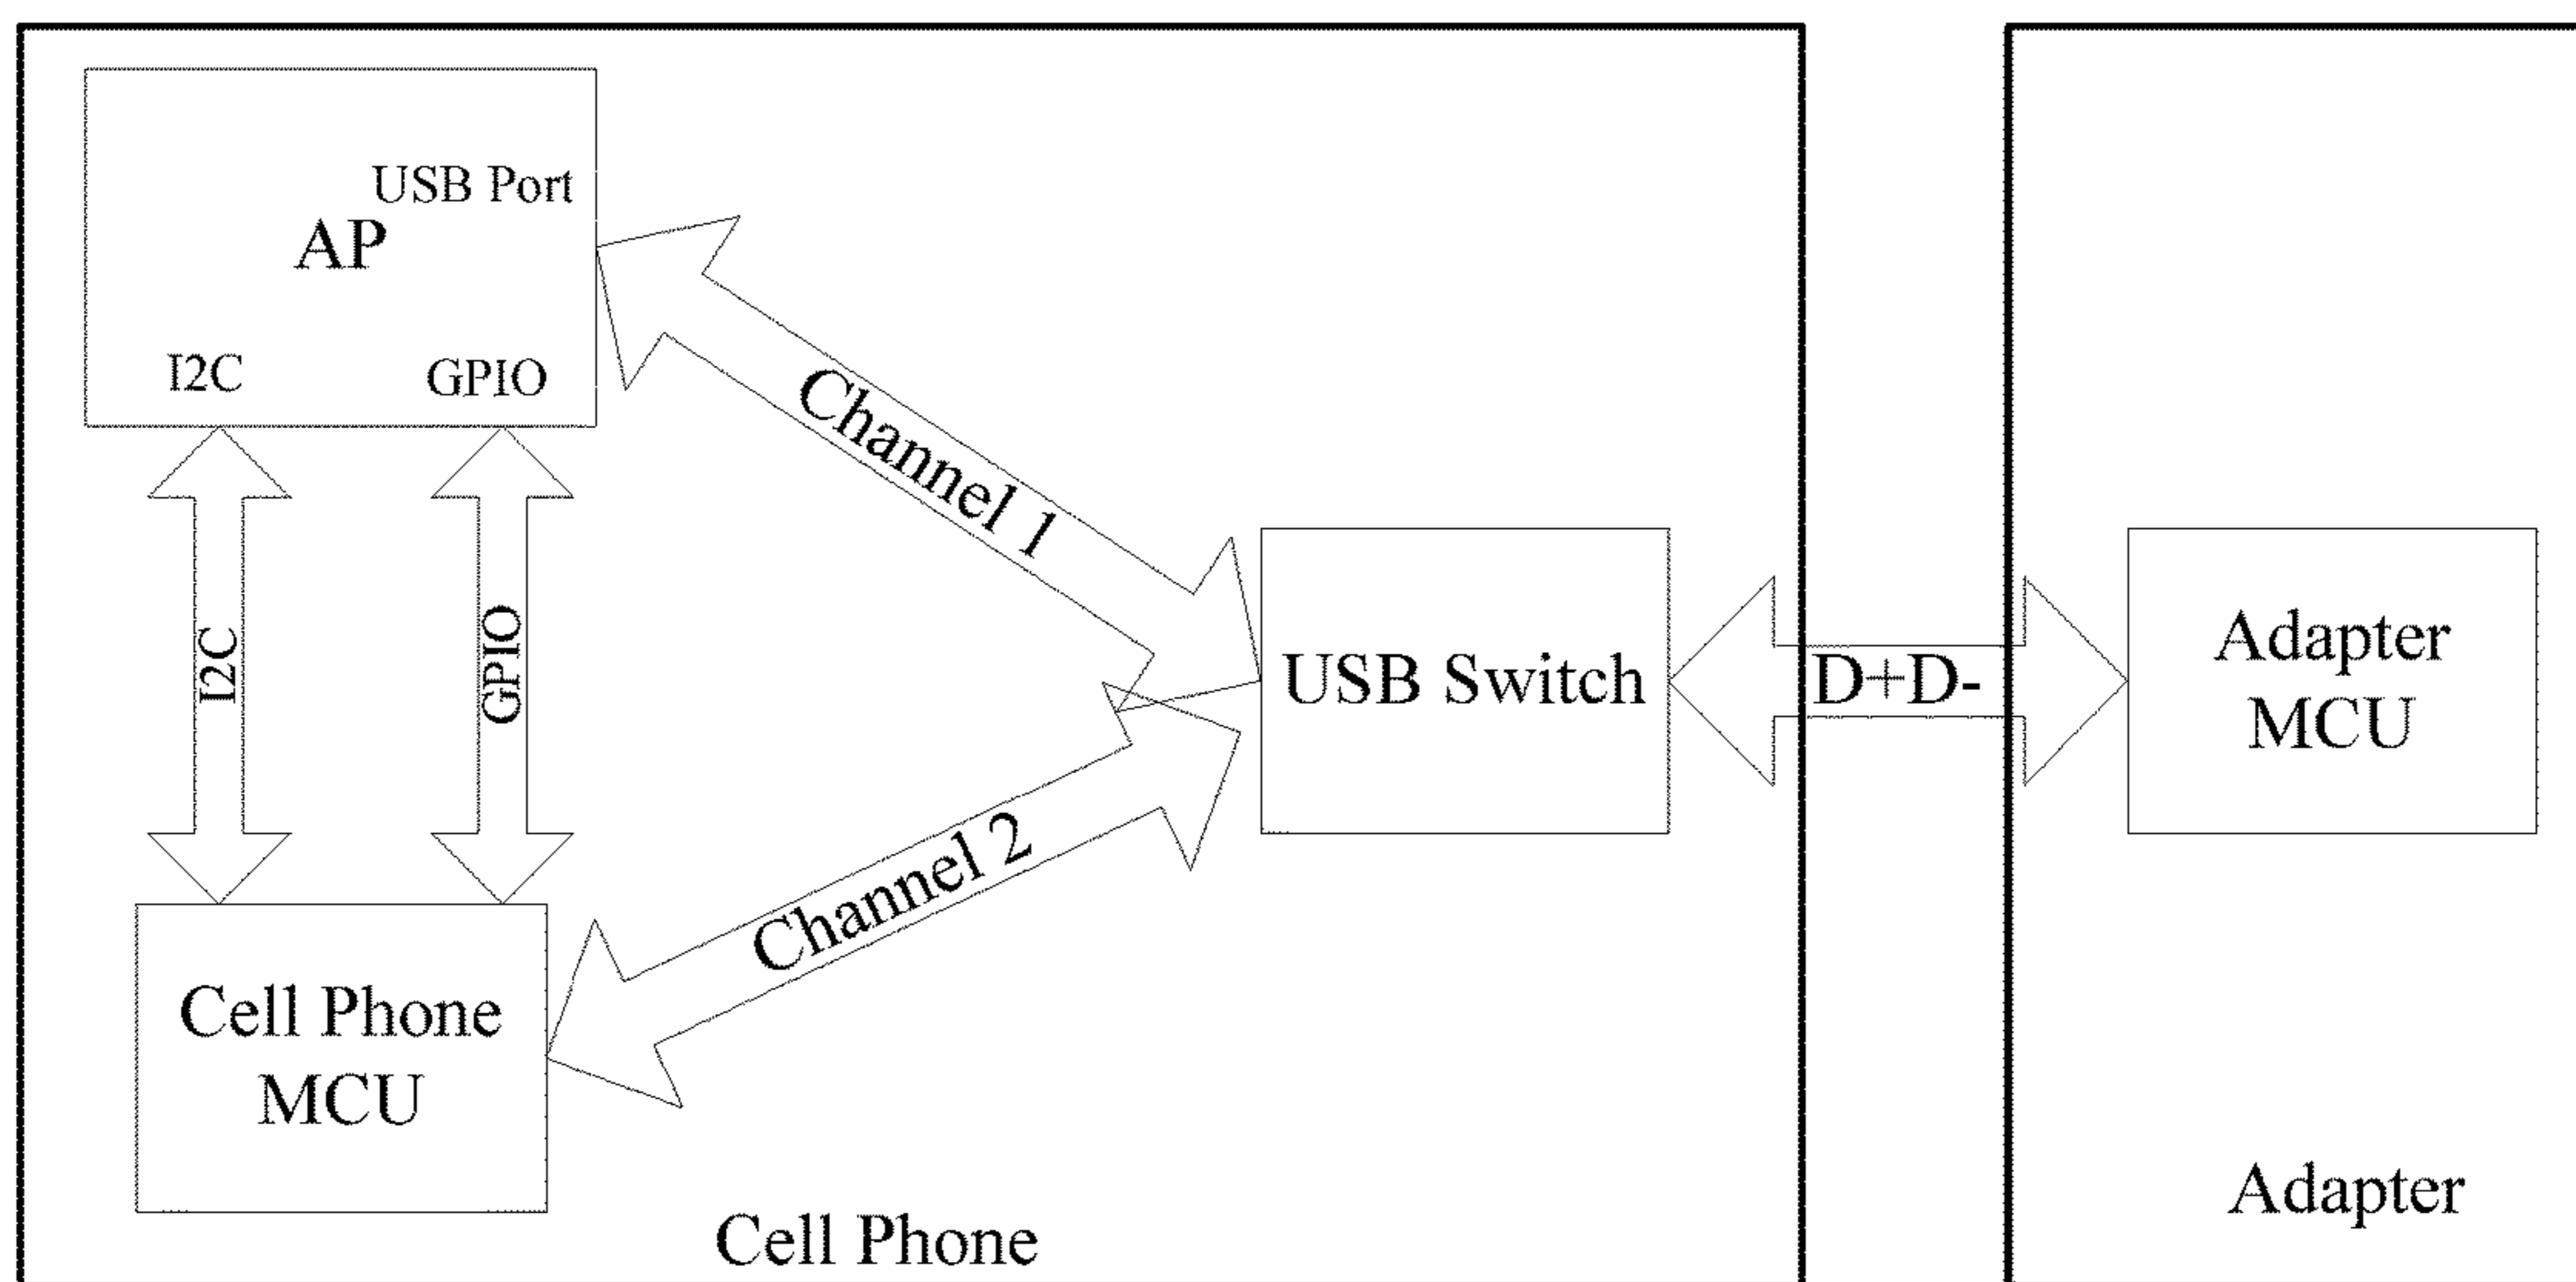 USB Port
AP
I2C
GPIO
Channel 1
I2C
GPIO
USB Switch
D+D-
Adapter
MCU
Channel 2
Cell Phone
MCU
Cell Phone
Adapter